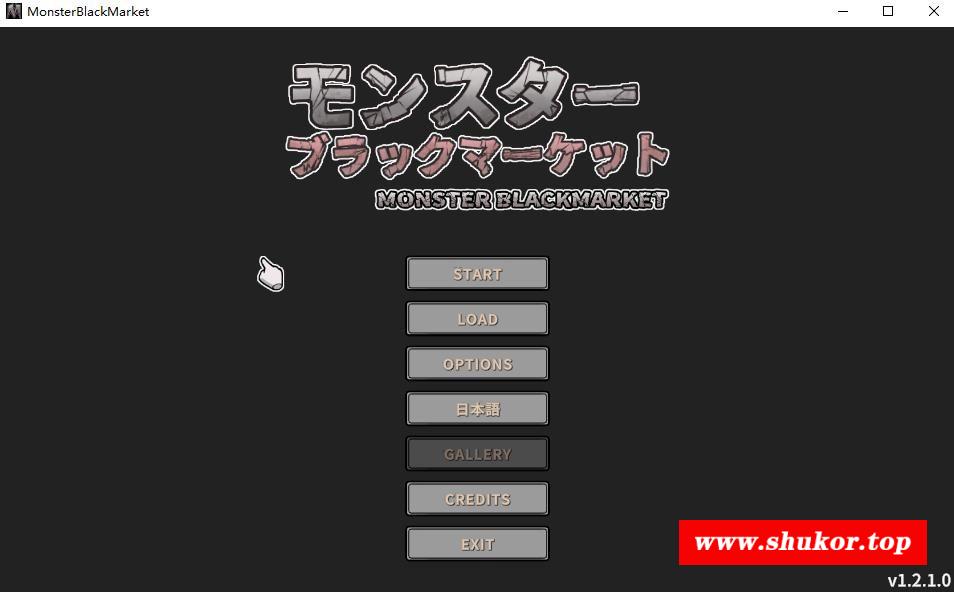 MonsterBlackMarket
モンスター
ブラックマーケット
MONSTER BLACKMARKET
START
LOAD
OPTIONS
日本語
GALLERY
CREDITS
EXIT
www.shukor.top
v1.2.1.0